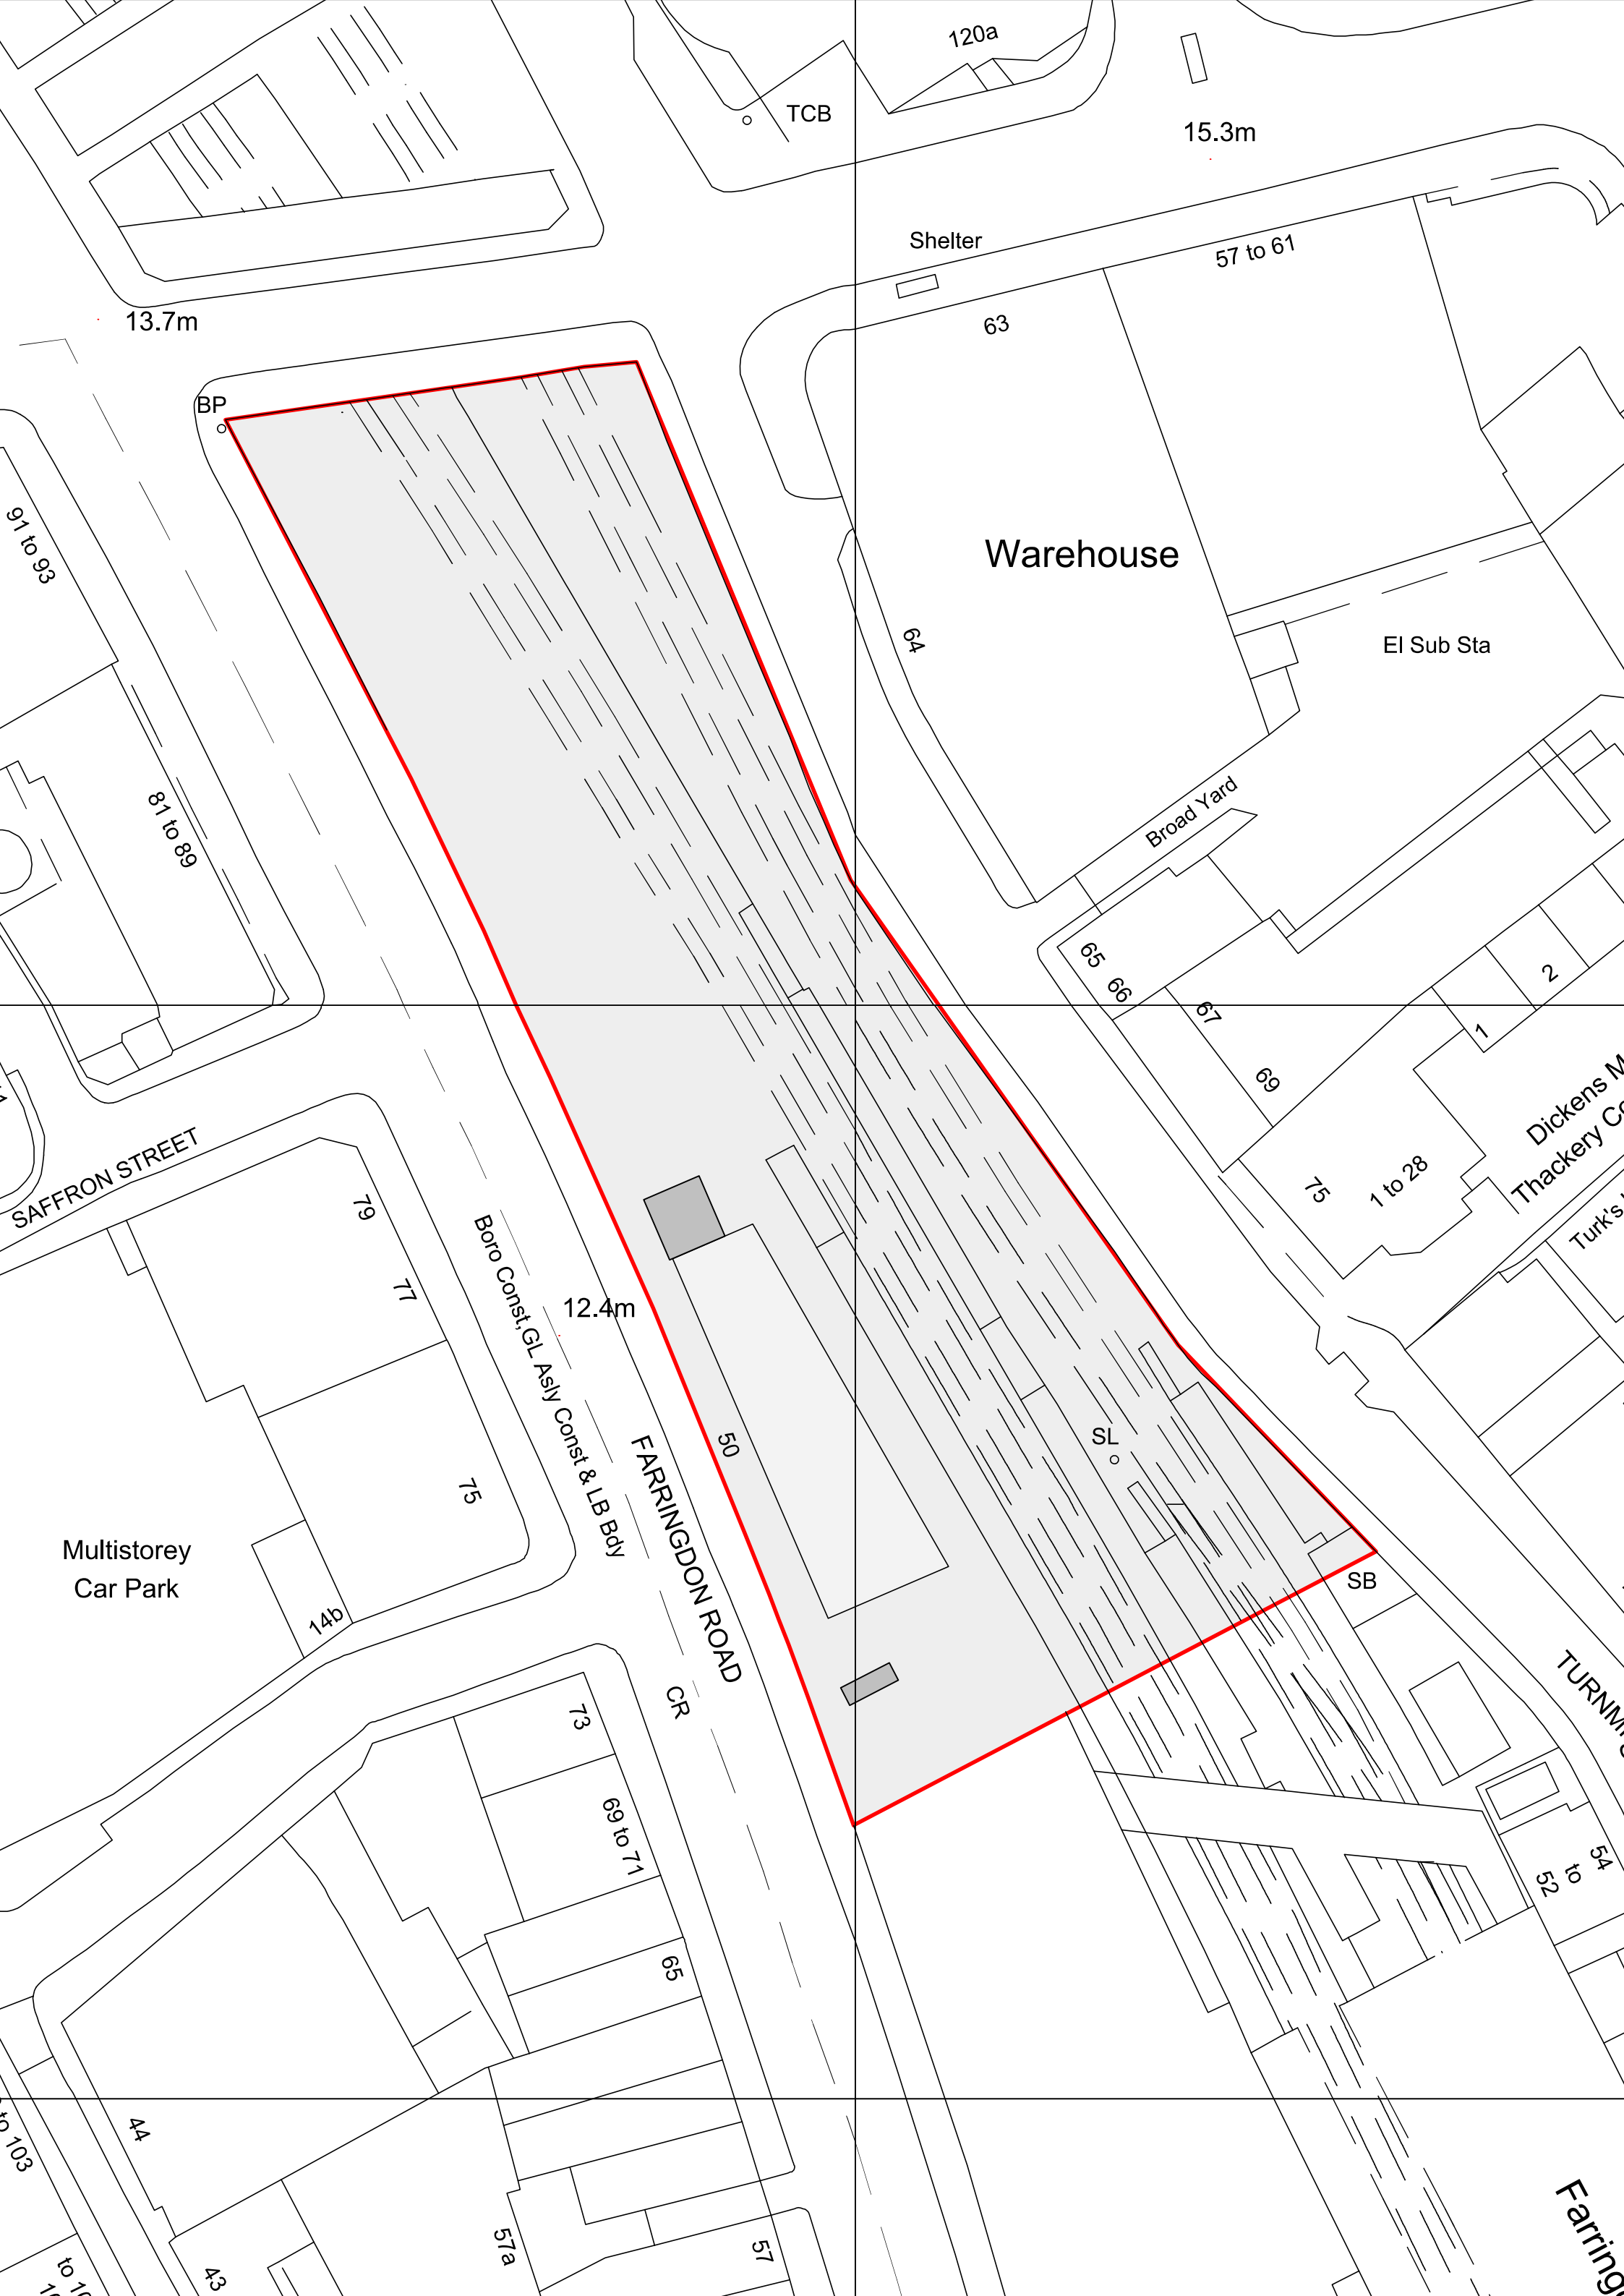 120a
TCB
15.3m
Shelter
57 to 61
13.7m
63
BP
91 to 93
Warehouse
64
El Sub Sta
Broad Yard
81 to 89
65
66
67
2
1
69
Dickens M
Thackery Co
SAFFRON STREET
75
1 to 28
Turk's
79
77
Boro Const,GL Asly Const & LB Bdy
12.4m
50
SL
FARRINGDON ROAD
75
Multistorey
Car Park
SB
14b
CR
73
TURNM
69 to 71
54
to
52
65
44
to 103
57a
57
43
Farring